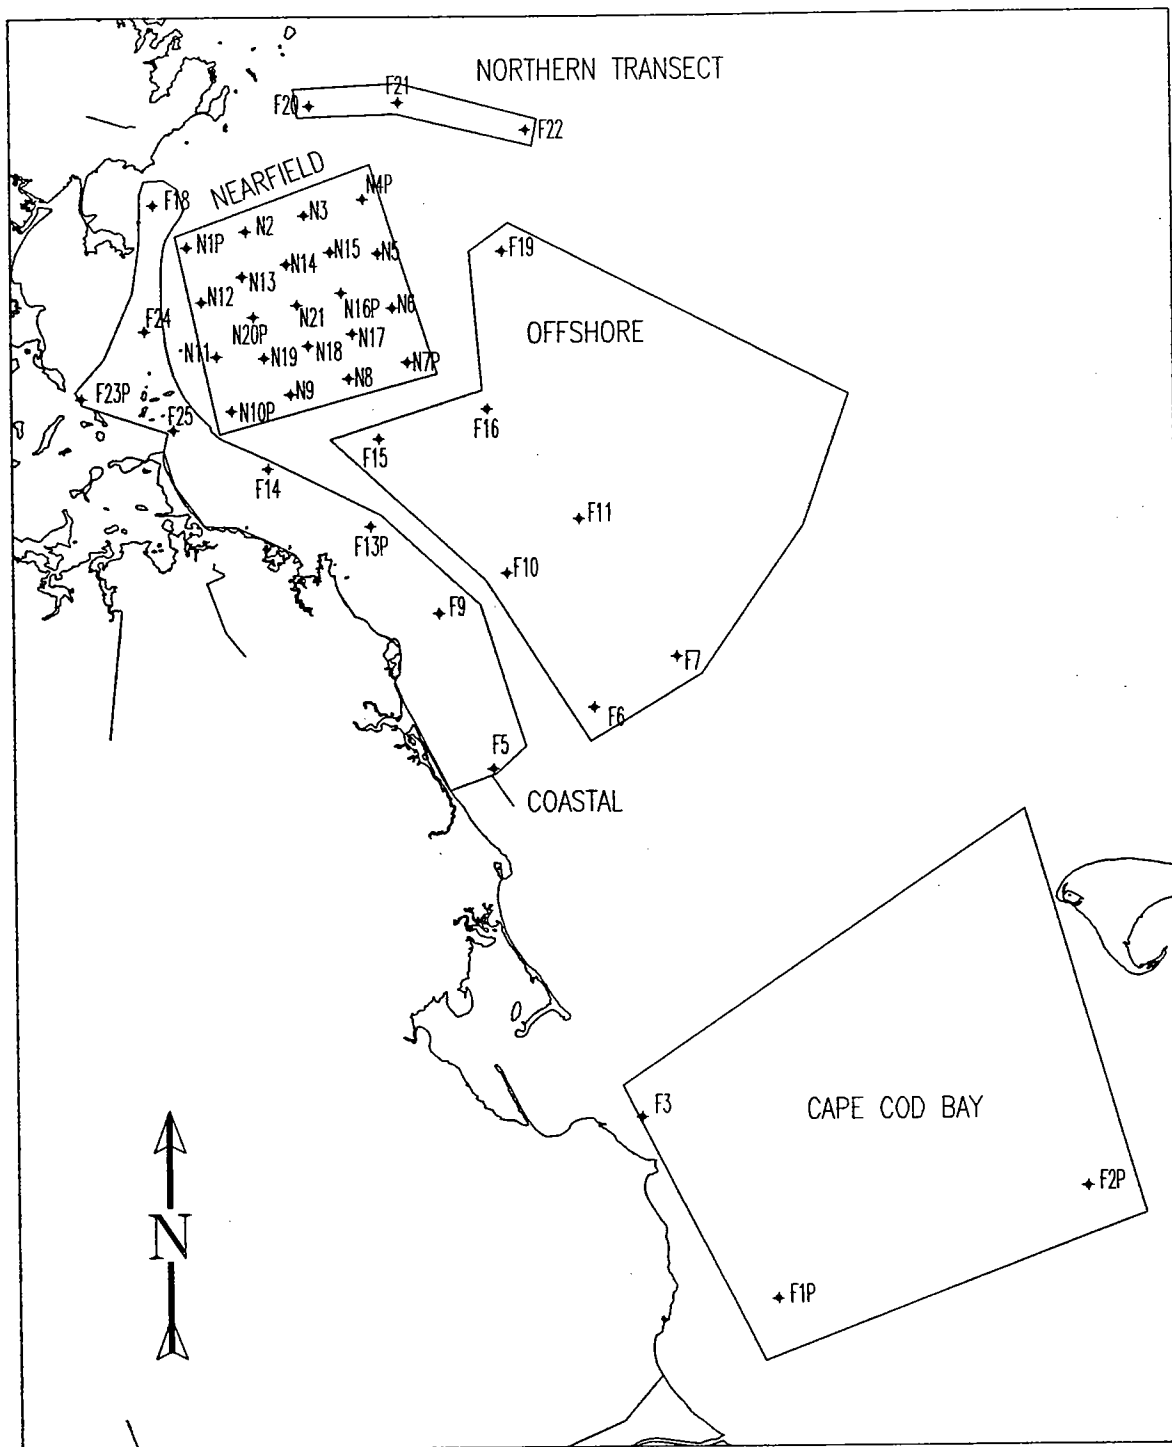 NORTHERN TRANSECT
F20
F21
F22
NEARFIELD
N4P
F18
N2
N3
N1P
N15
N5
F19
N14
N13
N12
N16P
N6
N21
F24
N20P
OFFSHORE
N17
N11
N19
N18
N7P
N8
N9
F23P
N10P
F16
F25
F15
F14
F11
F13P
F10
F9
F7
F6
F5
COASTAL
F3
CAPE COD BAY
F2P
N
F1P